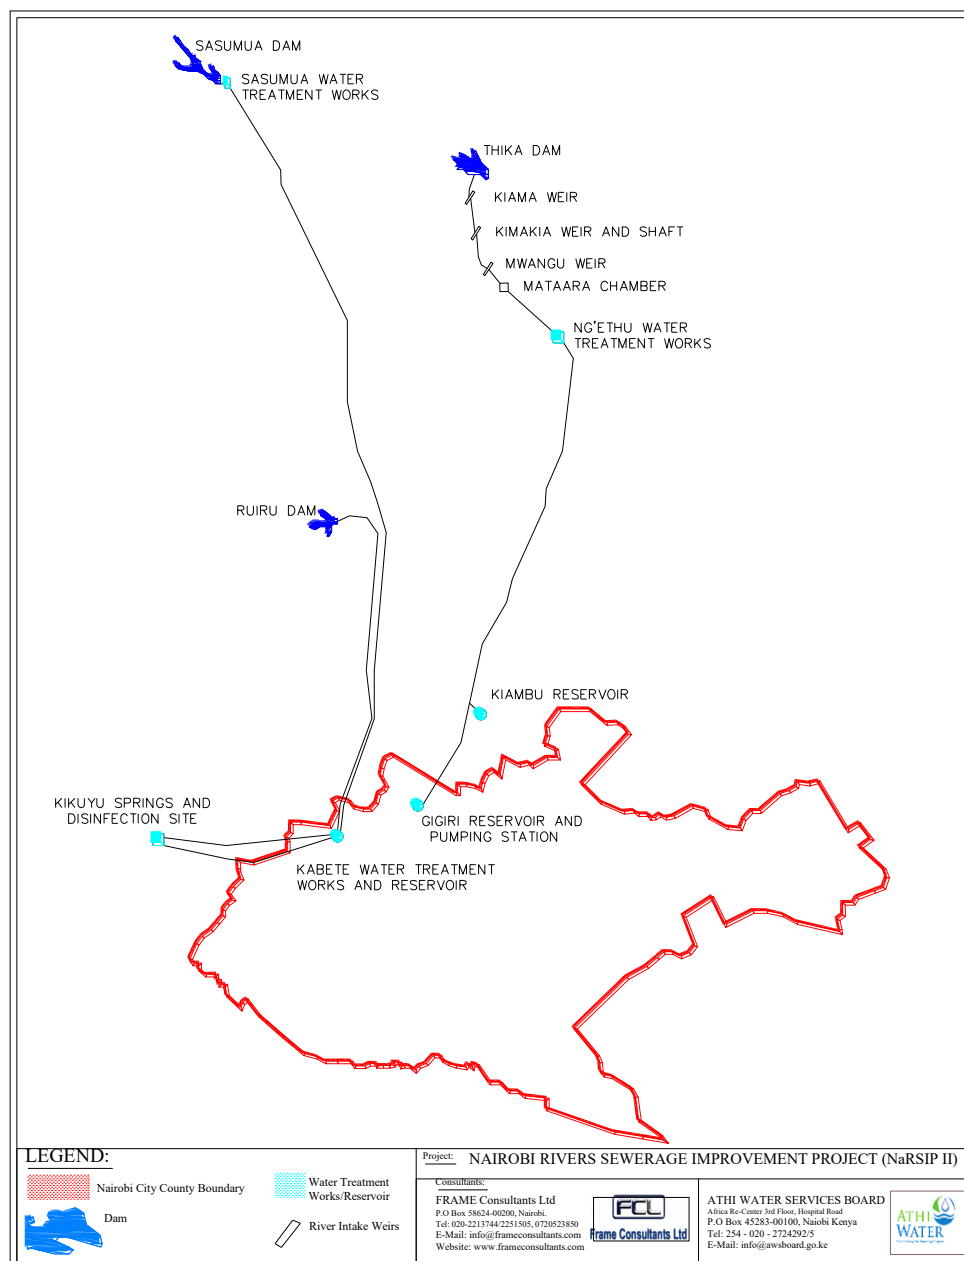 SASUMUA DAM
SASUMUA WATER
TREATMENT WORKS
THIKA DAM
KIAMA WEIR
KIMAKIA WEIR AND SHAFT
MWANGU WEIR
MATAARA CHAMBER
NG'ETHU WATER
TREATMENT WORKS
RUIRU DAM
KIAMBU RESERVOIR
KIKUYU SPRINGS AND
DISINFECTION SITE
GIGIRI RESERVOIR AND
PUMPING STATION
KABETE WATER TREATMENT
WORKS AND RESERVOIR
LEGEND:
Nairobi City County Boundary
Dam
Water Treatment
Works/Reservoir
River Intake Weirs
Project: NAIROBI RIVERS SEWERAGE IMPROVEMENT PROJECT (NaRSIP II)
Consultants:
FRAME Consultants Ltd
P.O Box 58624-00200, Nairobi.
Tel: 020-2213744/2251505, 0720523850
E-Mail: info@frameconsultants.com
Website: www.frameconsultants.com
FCL
Frame Consultants Ltd
ATHI WATER SERVICES BOARD
Africa Re-Center 3rd Floor, Hospital Road
P.O Box 45283-00100, Naiobi Kenya
Tel: 254 - 020 - 2724292/5
E-Mail: info@awsboard.go.ke
ATHI
WATER